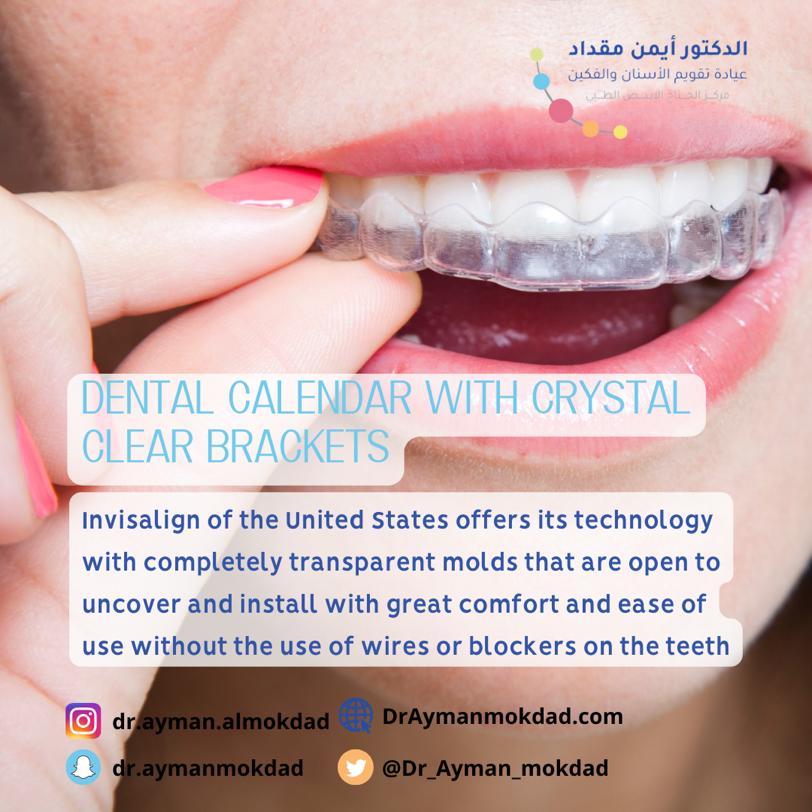 الدكتور أيمن مقداد
عيادة تقويم الأسنان والفكين
DENTAL CALENDAR WITH CRYSTAL
CLEAR BRACKETS
Invisalign of the United States offers its technology
with completely transparent molds that are open to
uncover and install with great comfort and ease of
use without the use of wires or blockers on the teeth
dr.ayman.almokdad DrAymanmokdad.com
dr.aymanmokdad @Dr_Ayman_mokdad